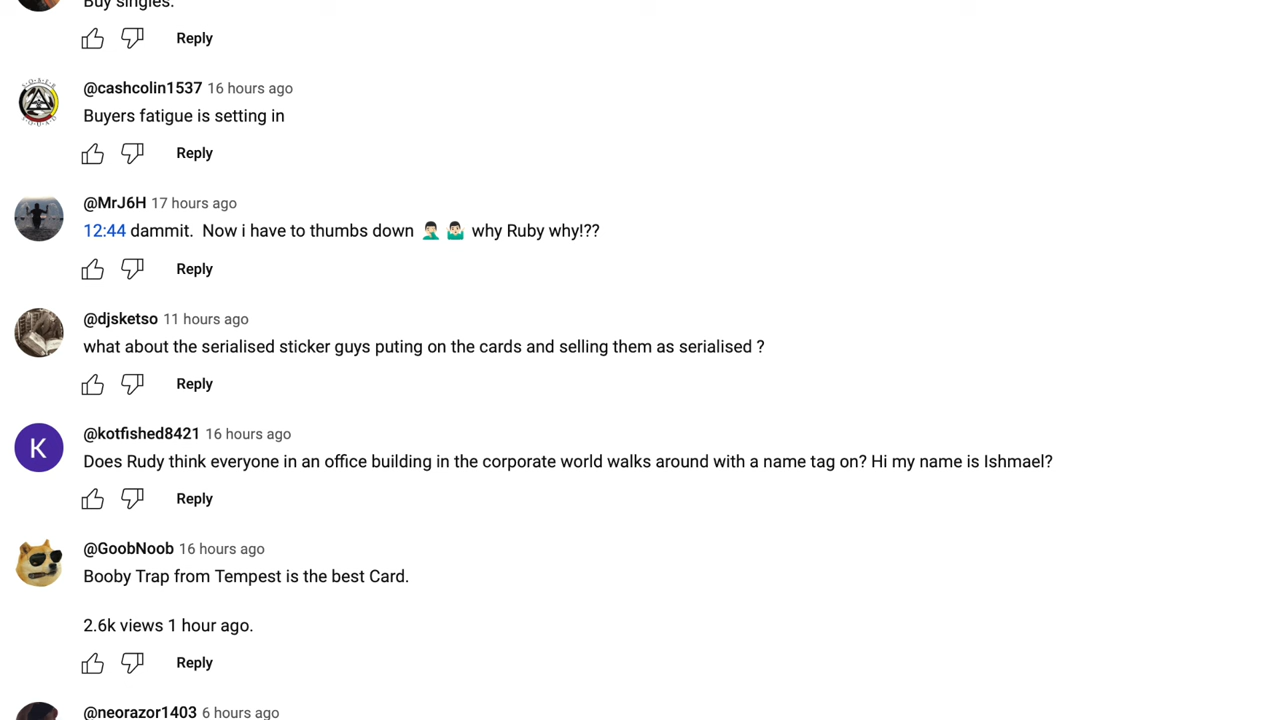 Buy singles.
Reply
@cashcolin1537 16 hours ago
Buyers fatigue is setting in
Reply
@MrJ6H 17 hours ago
12:44 dammit. Now i have to thumbs down 🤦🏻‍♂️ 🤷🏻‍♂️ why Ruby why!??
Reply
@djsketso 11 hours ago
what about the serialised sticker guys puting on the cards and selling them as serialised ?
Reply
K
@kotfished8421 16 hours ago
Does Rudy think everyone in an office building in the corporate world walks around with a name tag on? Hi my name is Ishmael?
Reply
@GoobNoob 16 hours ago
Booby Trap from Tempest is the best Card.
2.6k views 1 hour ago.
Reply
@neorazor1403 6 hours ago